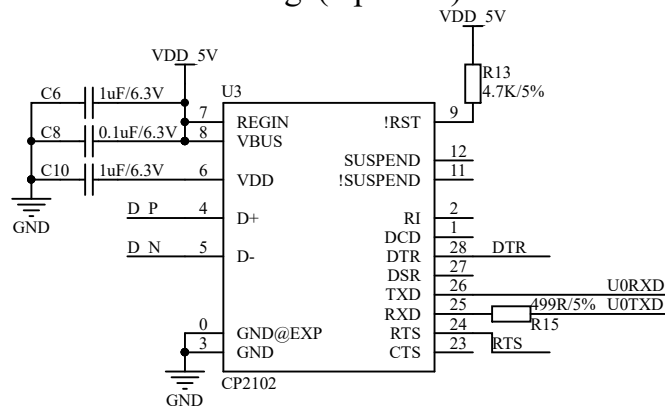 VDD_5V
VDD_5V
U3
R13
4.7K/5%
C6 1uF/6.3V
7 REGIN
!RST 9
C8 0.1uF/6.3V
8 VBUS
SUSPEND 12
C10 1uF/6.3V
6 VDD
!SUSPEND 11
GND
D_P 4 D+
RI 2
DCD 1
D_N 5 D-
DTR 28 DTR
DSR 27
TXD 26 U0RXD
RXD 25 499R/5% U0TXD
R15
0 GND@EXP
RTS 24
RTS
3 GND
CTS 23
GND
CP2102